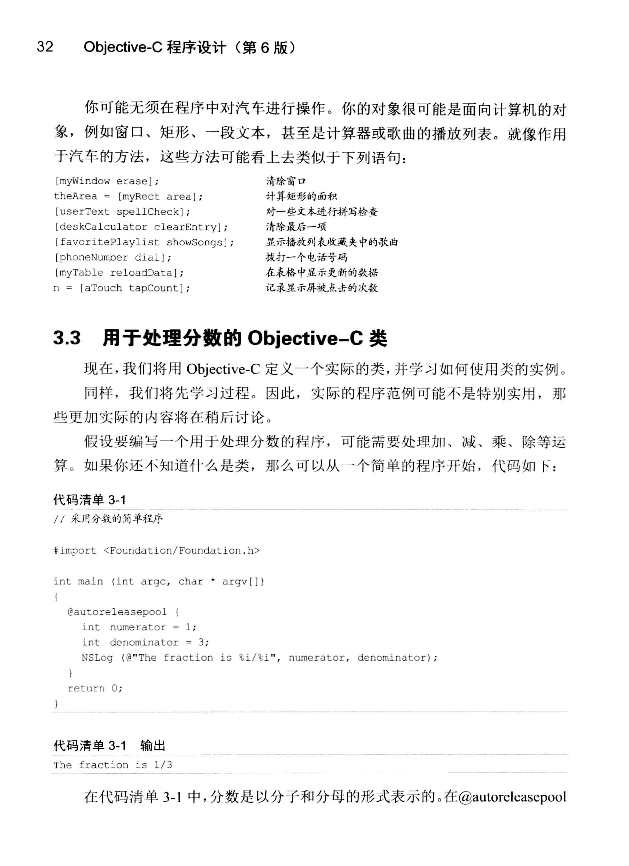 32 Objective-C 程序设计（第 6 版）
你可能无须在程序中对汽车进行操作。你的对象很可能是面向计算机的对
象，例如窗口、矩形、一段文本，甚至是计算器或歌曲的播放列表。就像作用
于汽车的方法，这些方法可能看上去类似于下列语句：
[myWindow erase]; 清除窗口
theArea = [myRect area]; 计算矩形的面积
[userText spellCheck]; 对一些文本进行拼写检查
[deskCalculator clearEntry]; 清除最后一项
[favoritePlaylist showSongs]; 显示播放列表收藏夹中的歌曲
[phoneNumber dial]; 拨打一个电话号码
[myTable reloadData]; 在表格中显示更新的数据
n = [aTouch tapCount]; 记录显示屏被点击的次数
3.3 用于处理分数的 Objective-C 类
现在，我们将用 Objective-C 定义一个实际的类，并学习如何使用类的实例。
同样，我们将先学习过程。因此，实际的程序范例可能不是特别实用，那
些更加实际的内容将在稍后讨论。
假设要编写一个用于处理分数的程序，可能需要处理加、减、乘、除等运
算。如果你还不知道什么是类，那么可以从一个简单的程序开始，代码如下：
代码清单 3-1
// 采用分数的简单程序
#import <Foundation/Foundation.h>
int main (int argc, char * argv[])
{
@autoreleasepool {
int numerator = 1;
int denominator = 3;
NSLog (@"The fraction is %i/%i", numerator, denominator);
}
return 0;
}
代码清单 3-1 输出
The fraction is 1/3
在代码清单 3-1 中，分数是以分子和分母的形式表示的。在@autoreleasepool